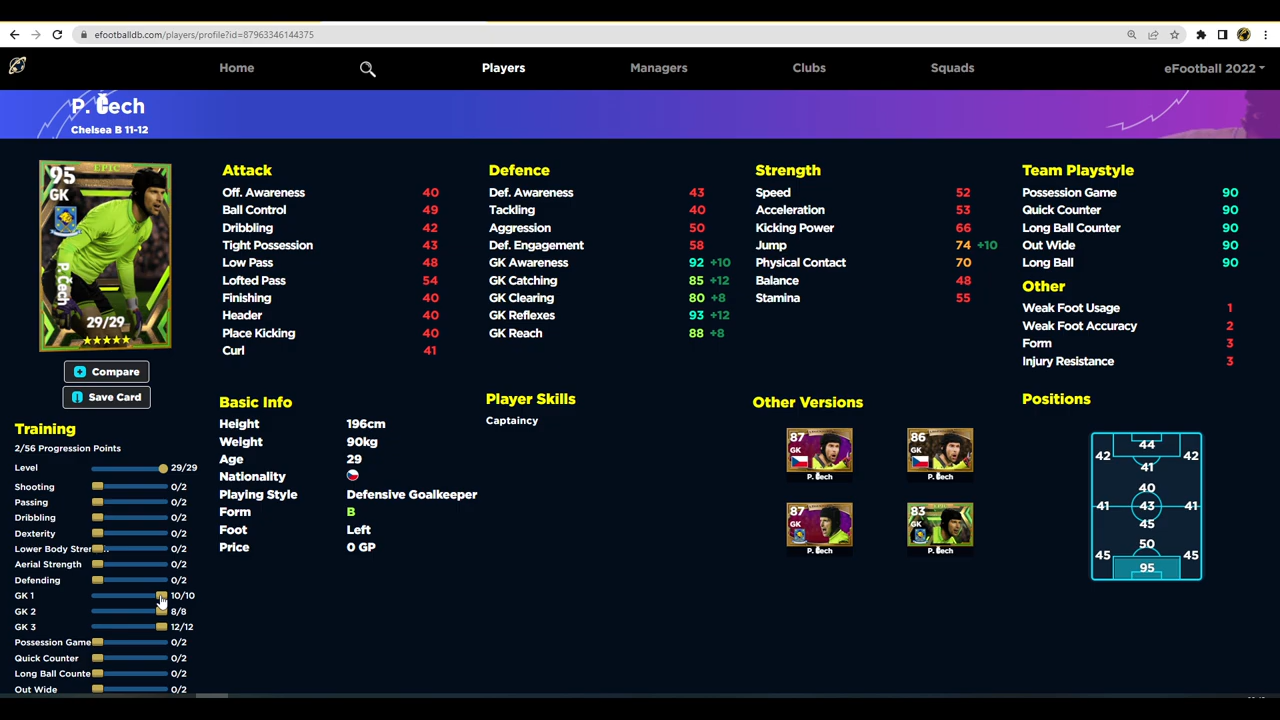 efootballdb.com/players/profile?id=87963346144375
Home
Players
Managers
Clubs
Squads
eFootball 2022
P. Čech
Chelsea B 11-12
EPIC
95
GK
P. Čech
29/29
★★★★★
Compare
Save Card
Training
2/56 Progression Points
Level 29/29
Shooting 0/2
Passing 0/2
Dribbling 0/2
Dexterity 0/2
Lower Body Stren 0/2
Aerial Strength 0/2
Defending 0/2
GK 1 10/10
GK 2 8/8
GK 3 12/12
Possession Game 0/2
Quick Counter 0/2
Long Ball Counte 0/2
Out Wide 0/2
Attack
Off. Awareness 40
Ball Control 49
Dribbling 42
Tight Possession 43
Low Pass 48
Lofted Pass 54
Finishing 40
Header 40
Place Kicking 40
Curl 41
Defence
Def. Awareness 43
Tackling 40
Aggression 50
Def. Engagement 58
GK Awareness 92 +10
GK Catching 85 +12
GK Clearing 80 +8
GK Reflexes 93 +12
GK Reach 88 +8
Strength
Speed 52
Acceleration 53
Kicking Power 66
Jump 74 +10
Physical Contact 70
Balance 48
Stamina 55
Team Playstyle
Possession Game 90
Quick Counter 90
Long Ball Counter 90
Out Wide 90
Long Ball 90
Other
Weak Foot Usage 1
Weak Foot Accuracy 2
Form 3
Injury Resistance 3
Basic Info
Height 196cm
Weight 90kg
Age 29
Nationality
Playing Style Defensive Goalkeeper
Form B
Foot Left
Price 0 GP
Player Skills
Captaincy
Other Versions
87
GK
P. Čech
86
GK
P. Čech
87
GK
P. Čech
83
GK
P. Čech
Positions
44
42 42
41
40
41 43 41
45
50
45 45
95